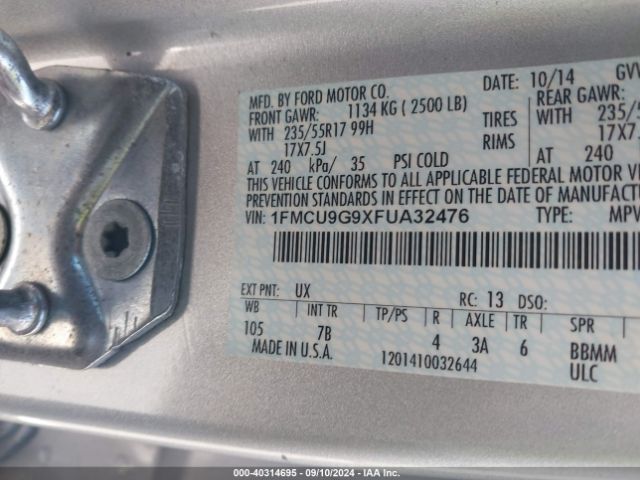 MFD. BY FORD MOTOR CO.
DATE: 10/14
FRONT GAWR: 1134 KG ( 2500 LB)
REAR GAWR:
WITH 235/55R17 99H
TIRES
WITH
17X7.5J
RIMS
17X7
AT 240 kPa/ 35 PSI COLD
AT 240
THIS VEHICLE CONFORMS TO ALL APPLICABLE FEDERAL MOTOR
PREVENTION STANDARDS IN EFFECT ON THE DATE OF
VIN: 1FMCU9G9XFUA32476
TYPE: MPV
EXT PNT: UX RC: 13 DSO:
WB INT TR TP/PS R AXLE TR SPR
105 7B 4 3A 6 BBMM
MADE IN U.S.A. 1201410032644 ULC
000-40314695 - 09/10/2024 - IAA Inc.